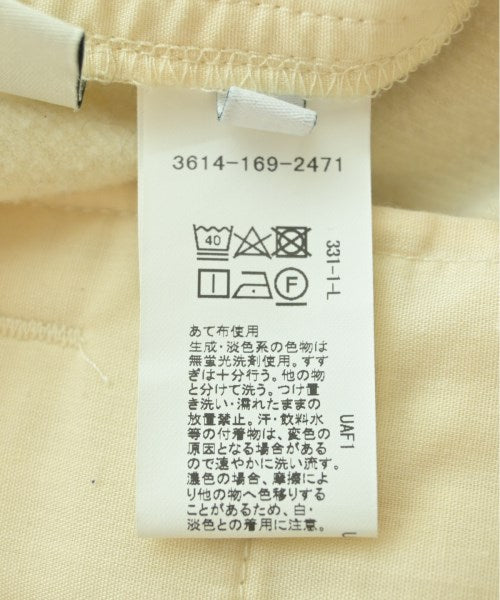 3614-169-2471
40
F
331-1-L
あて布使用
生成・淡色系の色物は
無蛍光洗剤使用。すす
ぎは十分行う。他の物
と分けて洗う。つけ置
き洗い・濡れたままの
放置禁止。汗・飲料水
等の付着物は、変色の
原因となる場合がある
ので速やかに洗い流す。
濃色の場合、摩擦によ
り他の物へ色移りする
ことがあるため、白・
淡色との着用に注意。
UAF1